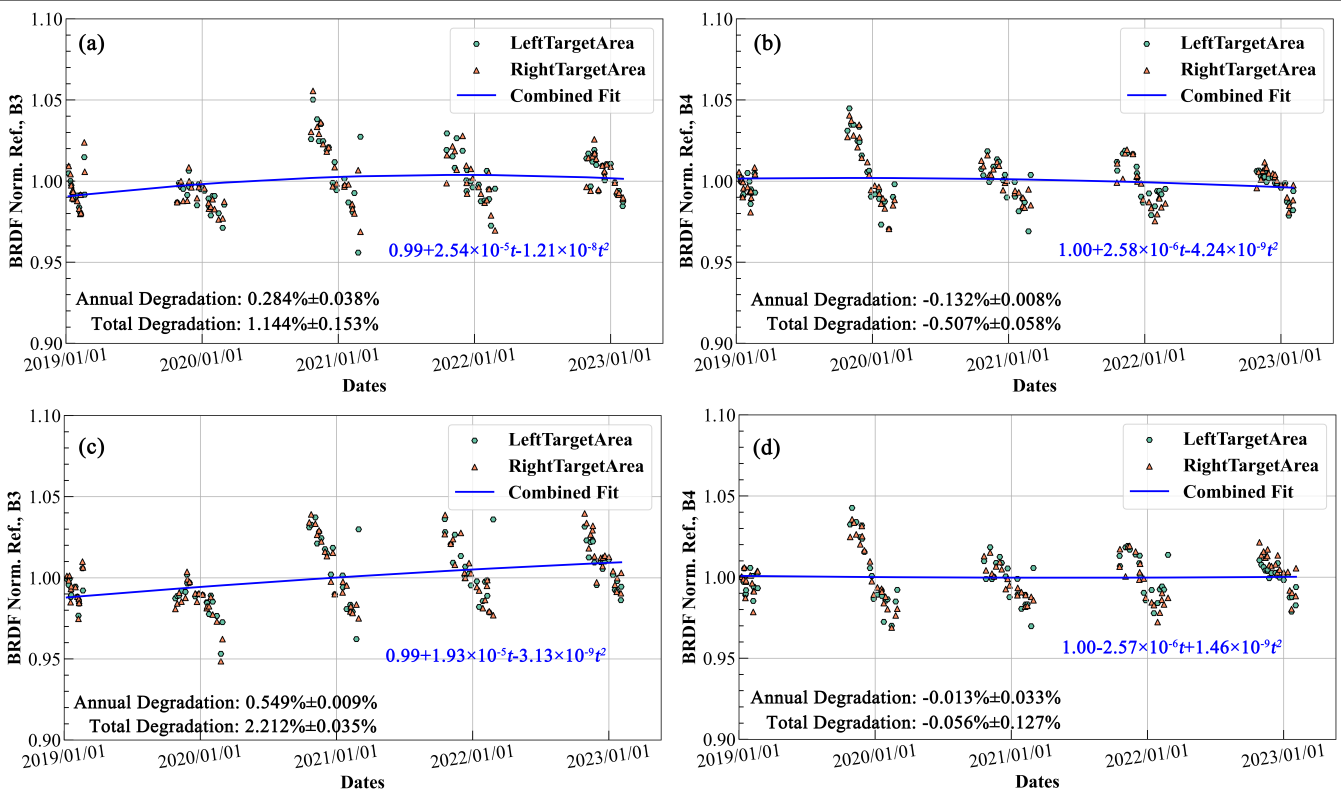 (a)
LeftTargetArea
RightTargetArea
Combined Fit
BRDF Norm. Ref., B3
1.10
1.05
1.00
0.95
0.90
0.99+2.54×10⁻⁵t-1.21×10⁻⁸t²
Annual Degradation: 0.284%±0.038%
Total Degradation: 1.144%±0.153%
2019/01/01 2020/01/01 2021/01/01 2022/01/01 2023/01/01
Dates
(b)
LeftTargetArea
RightTargetArea
Combined Fit
BRDF Norm. Ref., B4
1.10
1.05
1.00
0.95
0.90
1.00+2.58×10⁻⁶t-4.24×10⁻⁹t²
Annual Degradation: -0.132%±0.008%
Total Degradation: -0.507%±0.058%
2019/01/01 2020/01/01 2021/01/01 2022/01/01 2023/01/01
Dates
(c)
LeftTargetArea
RightTargetArea
Combined Fit
BRDF Norm. Ref., B3
1.10
1.05
1.00
0.95
0.90
0.99+1.93×10⁻⁵t-3.13×10⁻⁹t²
Annual Degradation: 0.549%±0.009%
Total Degradation: 2.212%±0.035%
2019/01/01 2020/01/01 2021/01/01 2022/01/01 2023/01/01
Dates
(d)
LeftTargetArea
RightTargetArea
Combined Fit
BRDF Norm. Ref., B4
1.10
1.05
1.00
0.95
0.90
1.00-2.57×10⁻⁶t+1.46×10⁻⁹t²
Annual Degradation: -0.013%±0.033%
Total Degradation: -0.056%±0.127%
2019/01/01 2020/01/01 2021/01/01 2022/01/01 2023/01/01
Dates